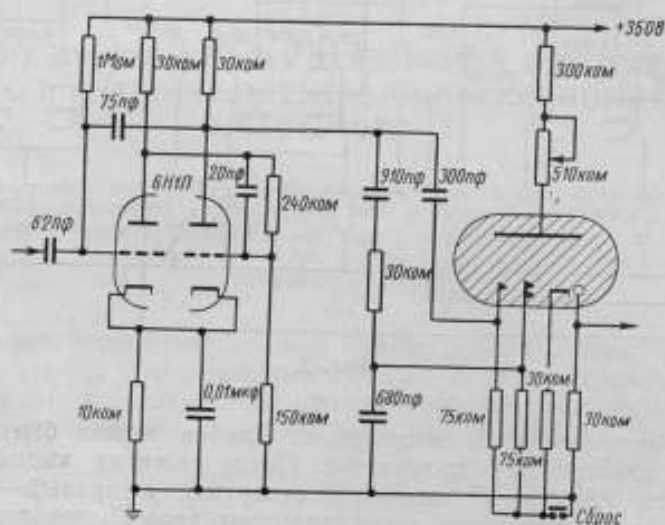 +350В
1Мом
30ком
30ком
300ком
75пф
510ком
6Н1П
20пф
910пф
300пф
240ком
62пф
30ком
10ком
0,01мкф
150ком
680пф
75ком
75ком
30ком
30ком
Сброс